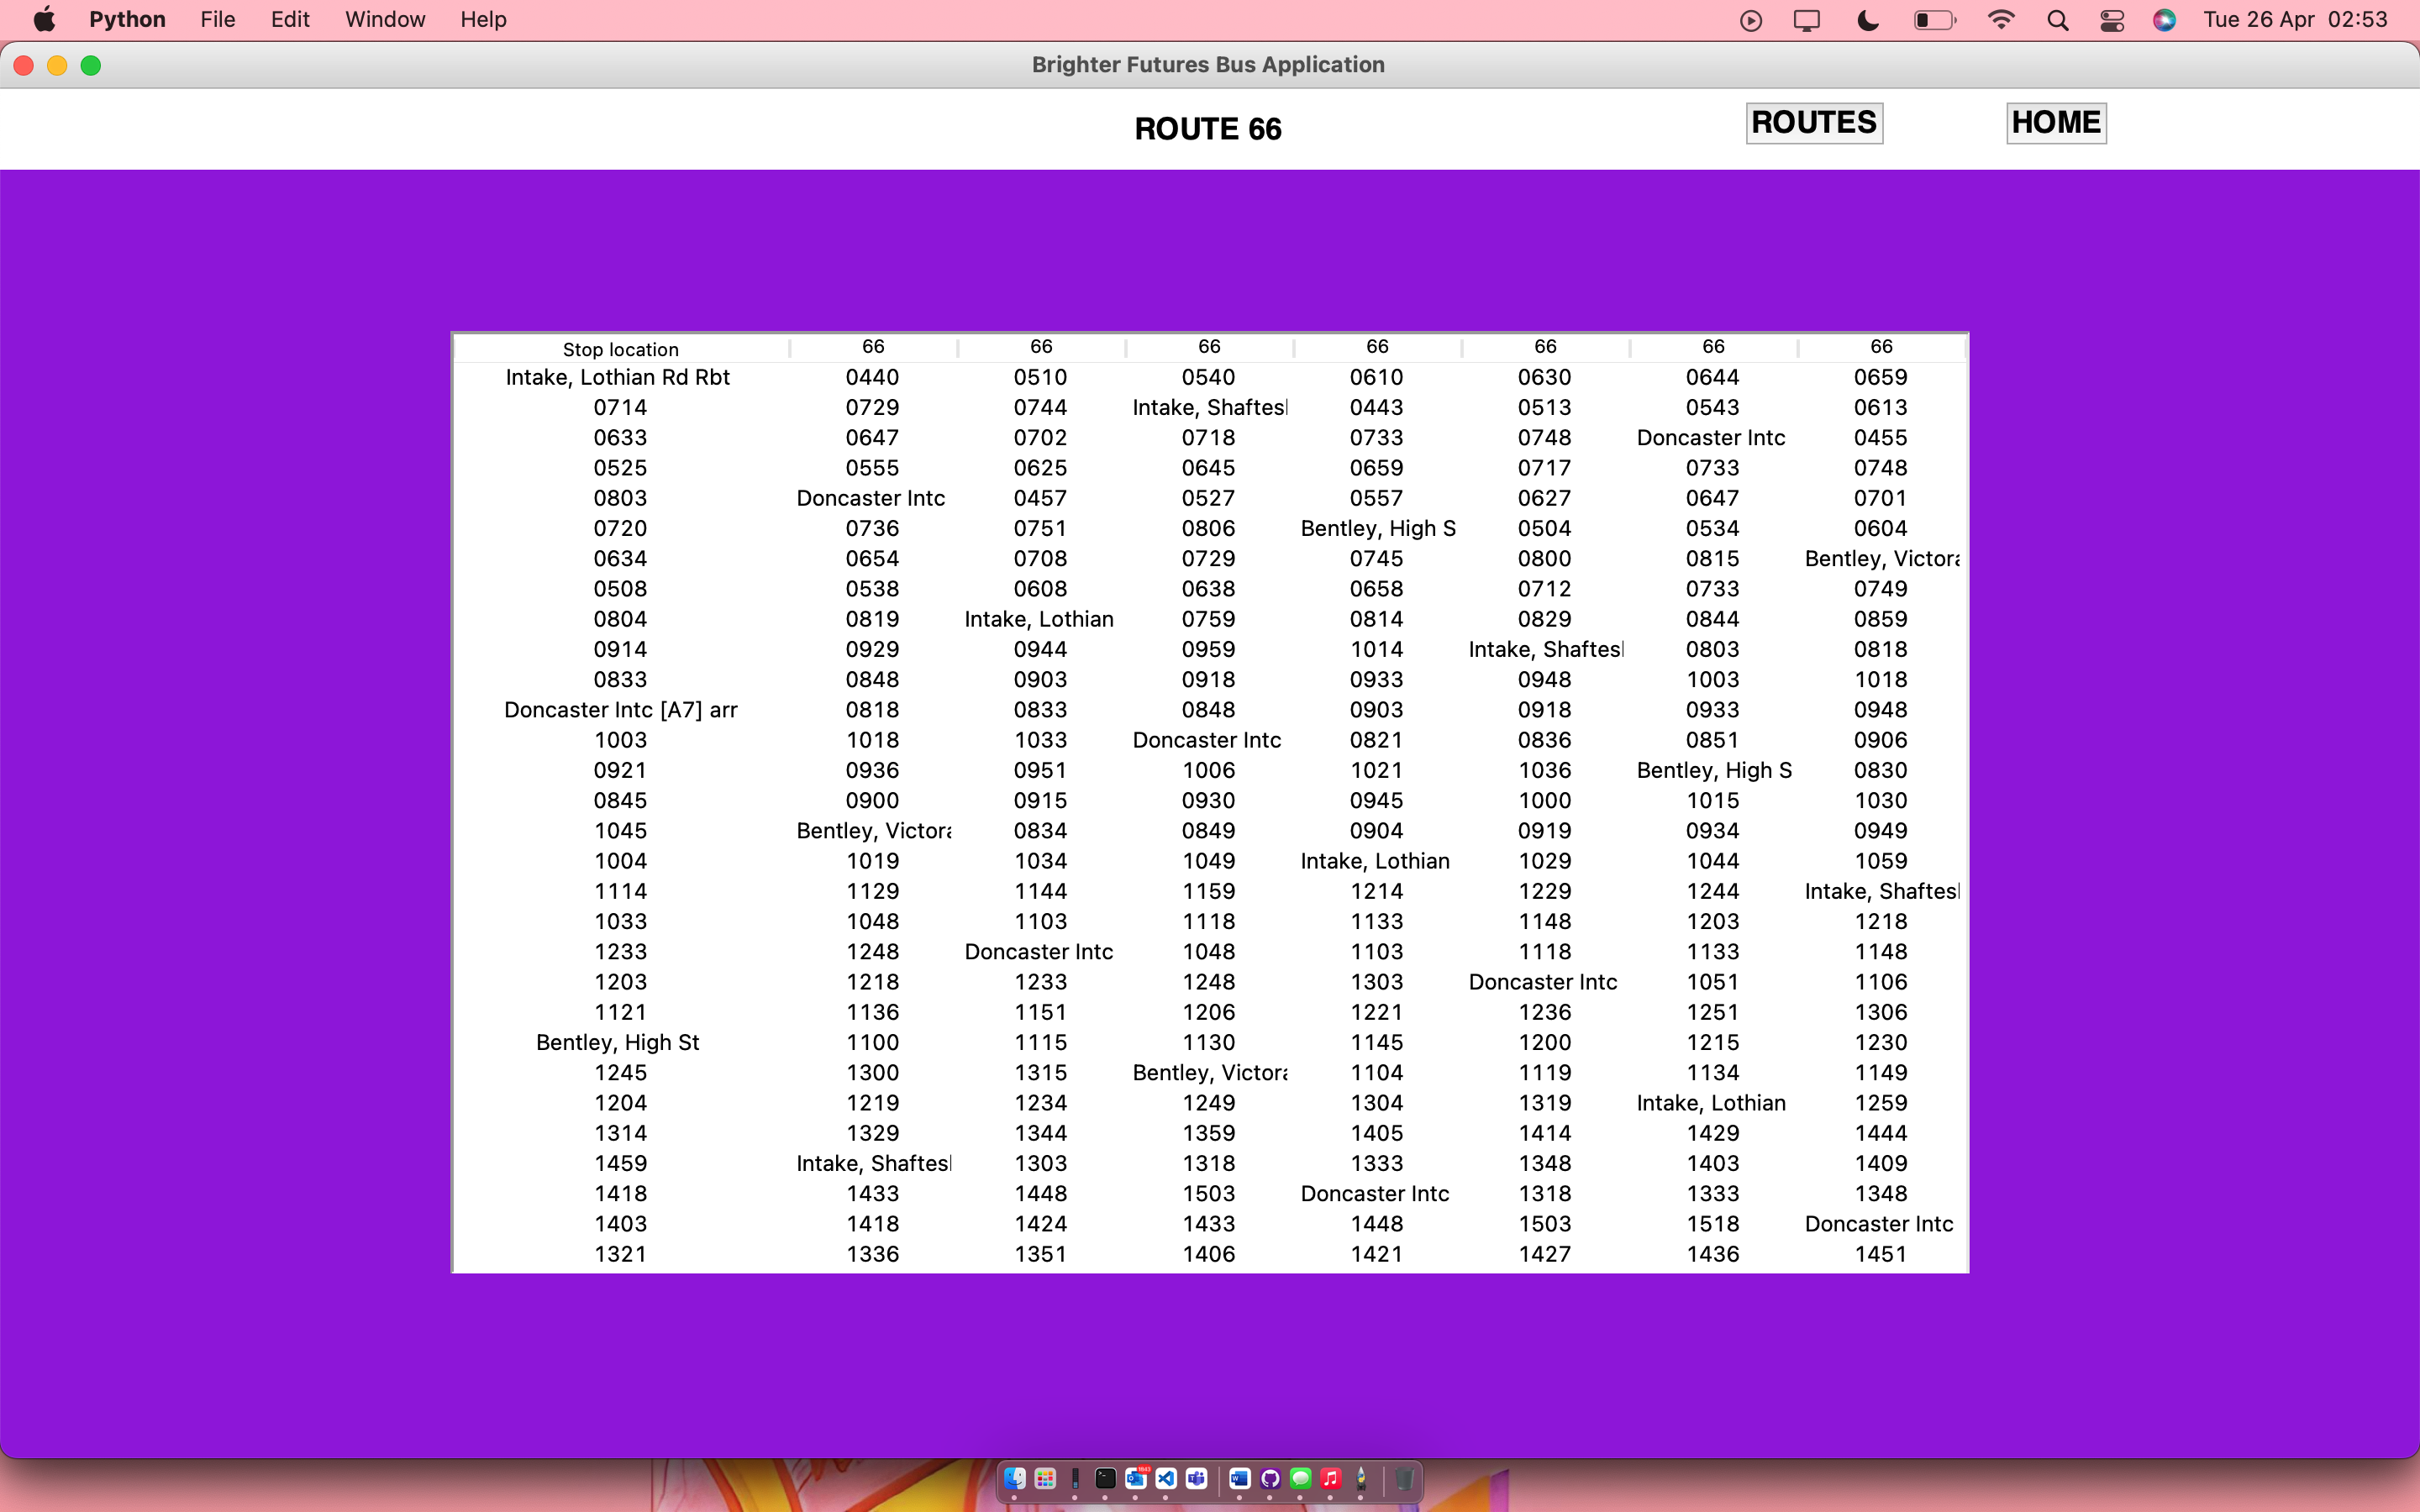 Python File Edit Window Help Tue 26 Apr 02:53
Brighter Futures Bus Application
ROUTE 66 ROUTES HOME
Stop location 66 66 66 66 66 66 66
Intake, Lothian Rd Rbt 0440 0510 0540 0610 0630 0644 0659
0714 0729 0744 Intake, Shaftesl 0443 0513 0543 0613
0633 0647 0702 0718 0733 0748 Doncaster Intc 0455
0525 0555 0625 0645 0659 0717 0733 0748
0803 Doncaster Intc 0457 0527 0557 0627 0647 0701
0720 0736 0751 0806 Bentley, High S 0504 0534 0604
0634 0654 0708 0729 0745 0800 0815 Bentley, Victora
0508 0538 0608 0638 0658 0712 0733 0749
0804 0819 Intake, Lothian 0759 0814 0829 0844 0859
0914 0929 0944 0959 1014 Intake, Shaftesl 0803 0818
0833 0848 0903 0918 0933 0948 1003 1018
Doncaster Intc [A7] arr 0818 0833 0848 0903 0918 0933 0948
1003 1018 1033 Doncaster Intc 0821 0836 0851 0906
0921 0936 0951 1006 1021 1036 Bentley, High S 0830
0845 0900 0915 0930 0945 1000 1015 1030
1045 Bentley, Victora 0834 0849 0904 0919 0934 0949
1004 1019 1034 1049 Intake, Lothian 1029 1044 1059
1114 1129 1144 1159 1214 1229 1244 Intake, Shaftesl
1033 1048 1103 1118 1133 1148 1203 1218
1233 1248 Doncaster Intc 1048 1103 1118 1133 1148
1203 1218 1233 1248 1303 Doncaster Intc 1051 1106
1121 1136 1151 1206 1221 1236 1251 1306
Bentley, High St 1100 1115 1130 1145 1200 1215 1230
1245 1300 1315 Bentley, Victora 1104 1119 1134 1149
1204 1219 1234 1249 1304 1319 Intake, Lothian 1259
1314 1329 1344 1359 1405 1414 1429 1444
1459 Intake, Shaftesl 1303 1318 1333 1348 1403 1409
1418 1433 1448 1503 Doncaster Intc 1318 1333 1348
1403 1418 1424 1433 1448 1503 1518 Doncaster Intc
1321 1336 1351 1406 1421 1427 1436 1451